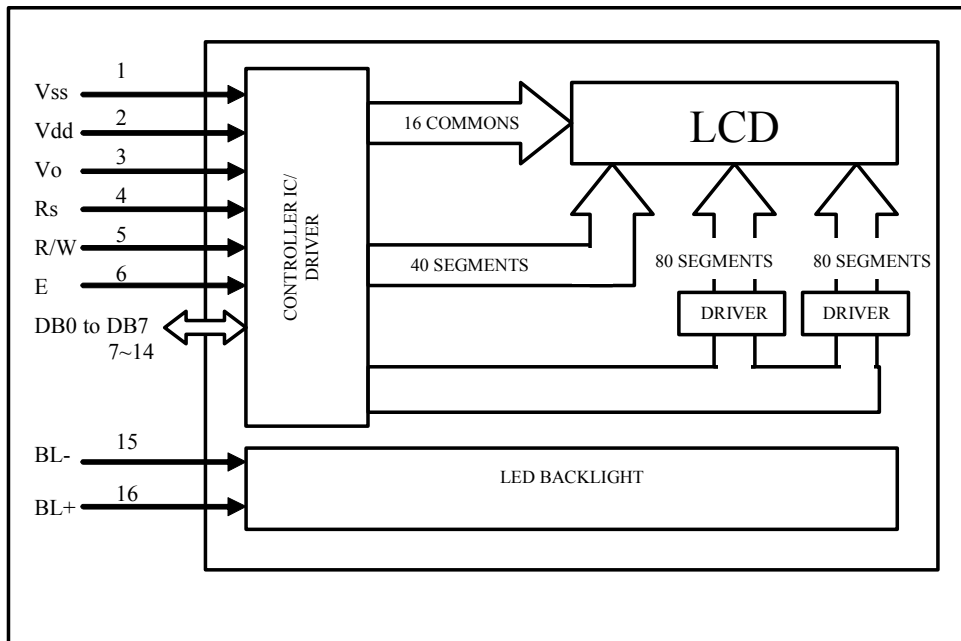 1
Vss
2
Vdd
3
Vo
4
Rs
5
R/W
6
E
DB0 to DB7
7~14
15
BL-
16
BL+
CONTROLLER IC/
DRIVER
16 COMMONS
LCD
40 SEGMENTS
80 SEGMENTS
80 SEGMENTS
DRIVER
DRIVER
LED BACKLIGHT